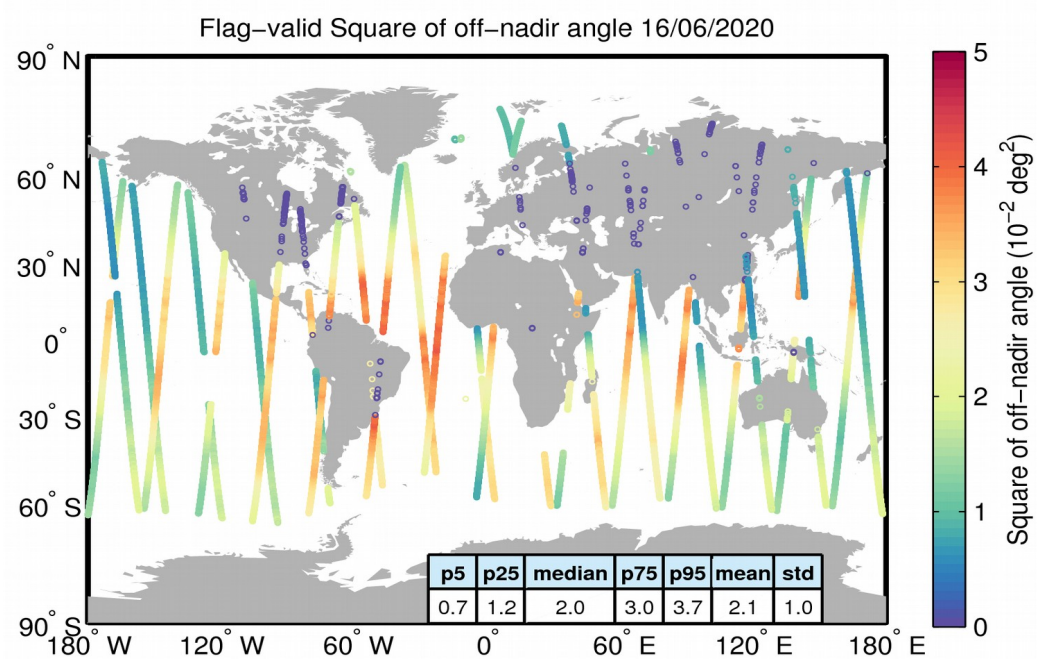 Flag−valid Square of off−nadir angle 16/06/2020
90° N
60° N
30° N
0°
30° S
60° S
90° S
180° W
120° W
60° W
0°
60° E
120° E
180° E
p5 p25 median p75 p95 mean std
0.7 1.2 2.0 3.0 3.7 2.1 1.0
5
4
3
2
1
0
Square of off−nadir angle (10⁻² deg²)